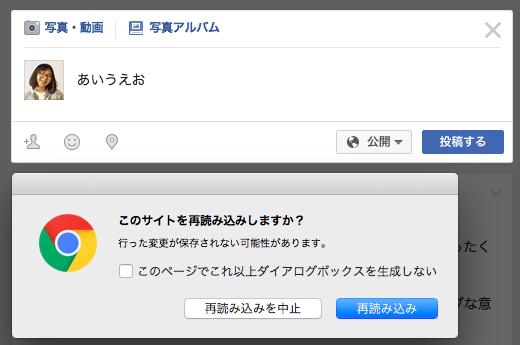 写真・動画 写真アルバム
あいうえお
公開 投稿する
このサイトを再読み込みしますか？
行った変更が保存されない可能性があります。
このページでこれ以上ダイアログボックスを生成しない
再読み込みを中止 再読み込み
ったく
グな意